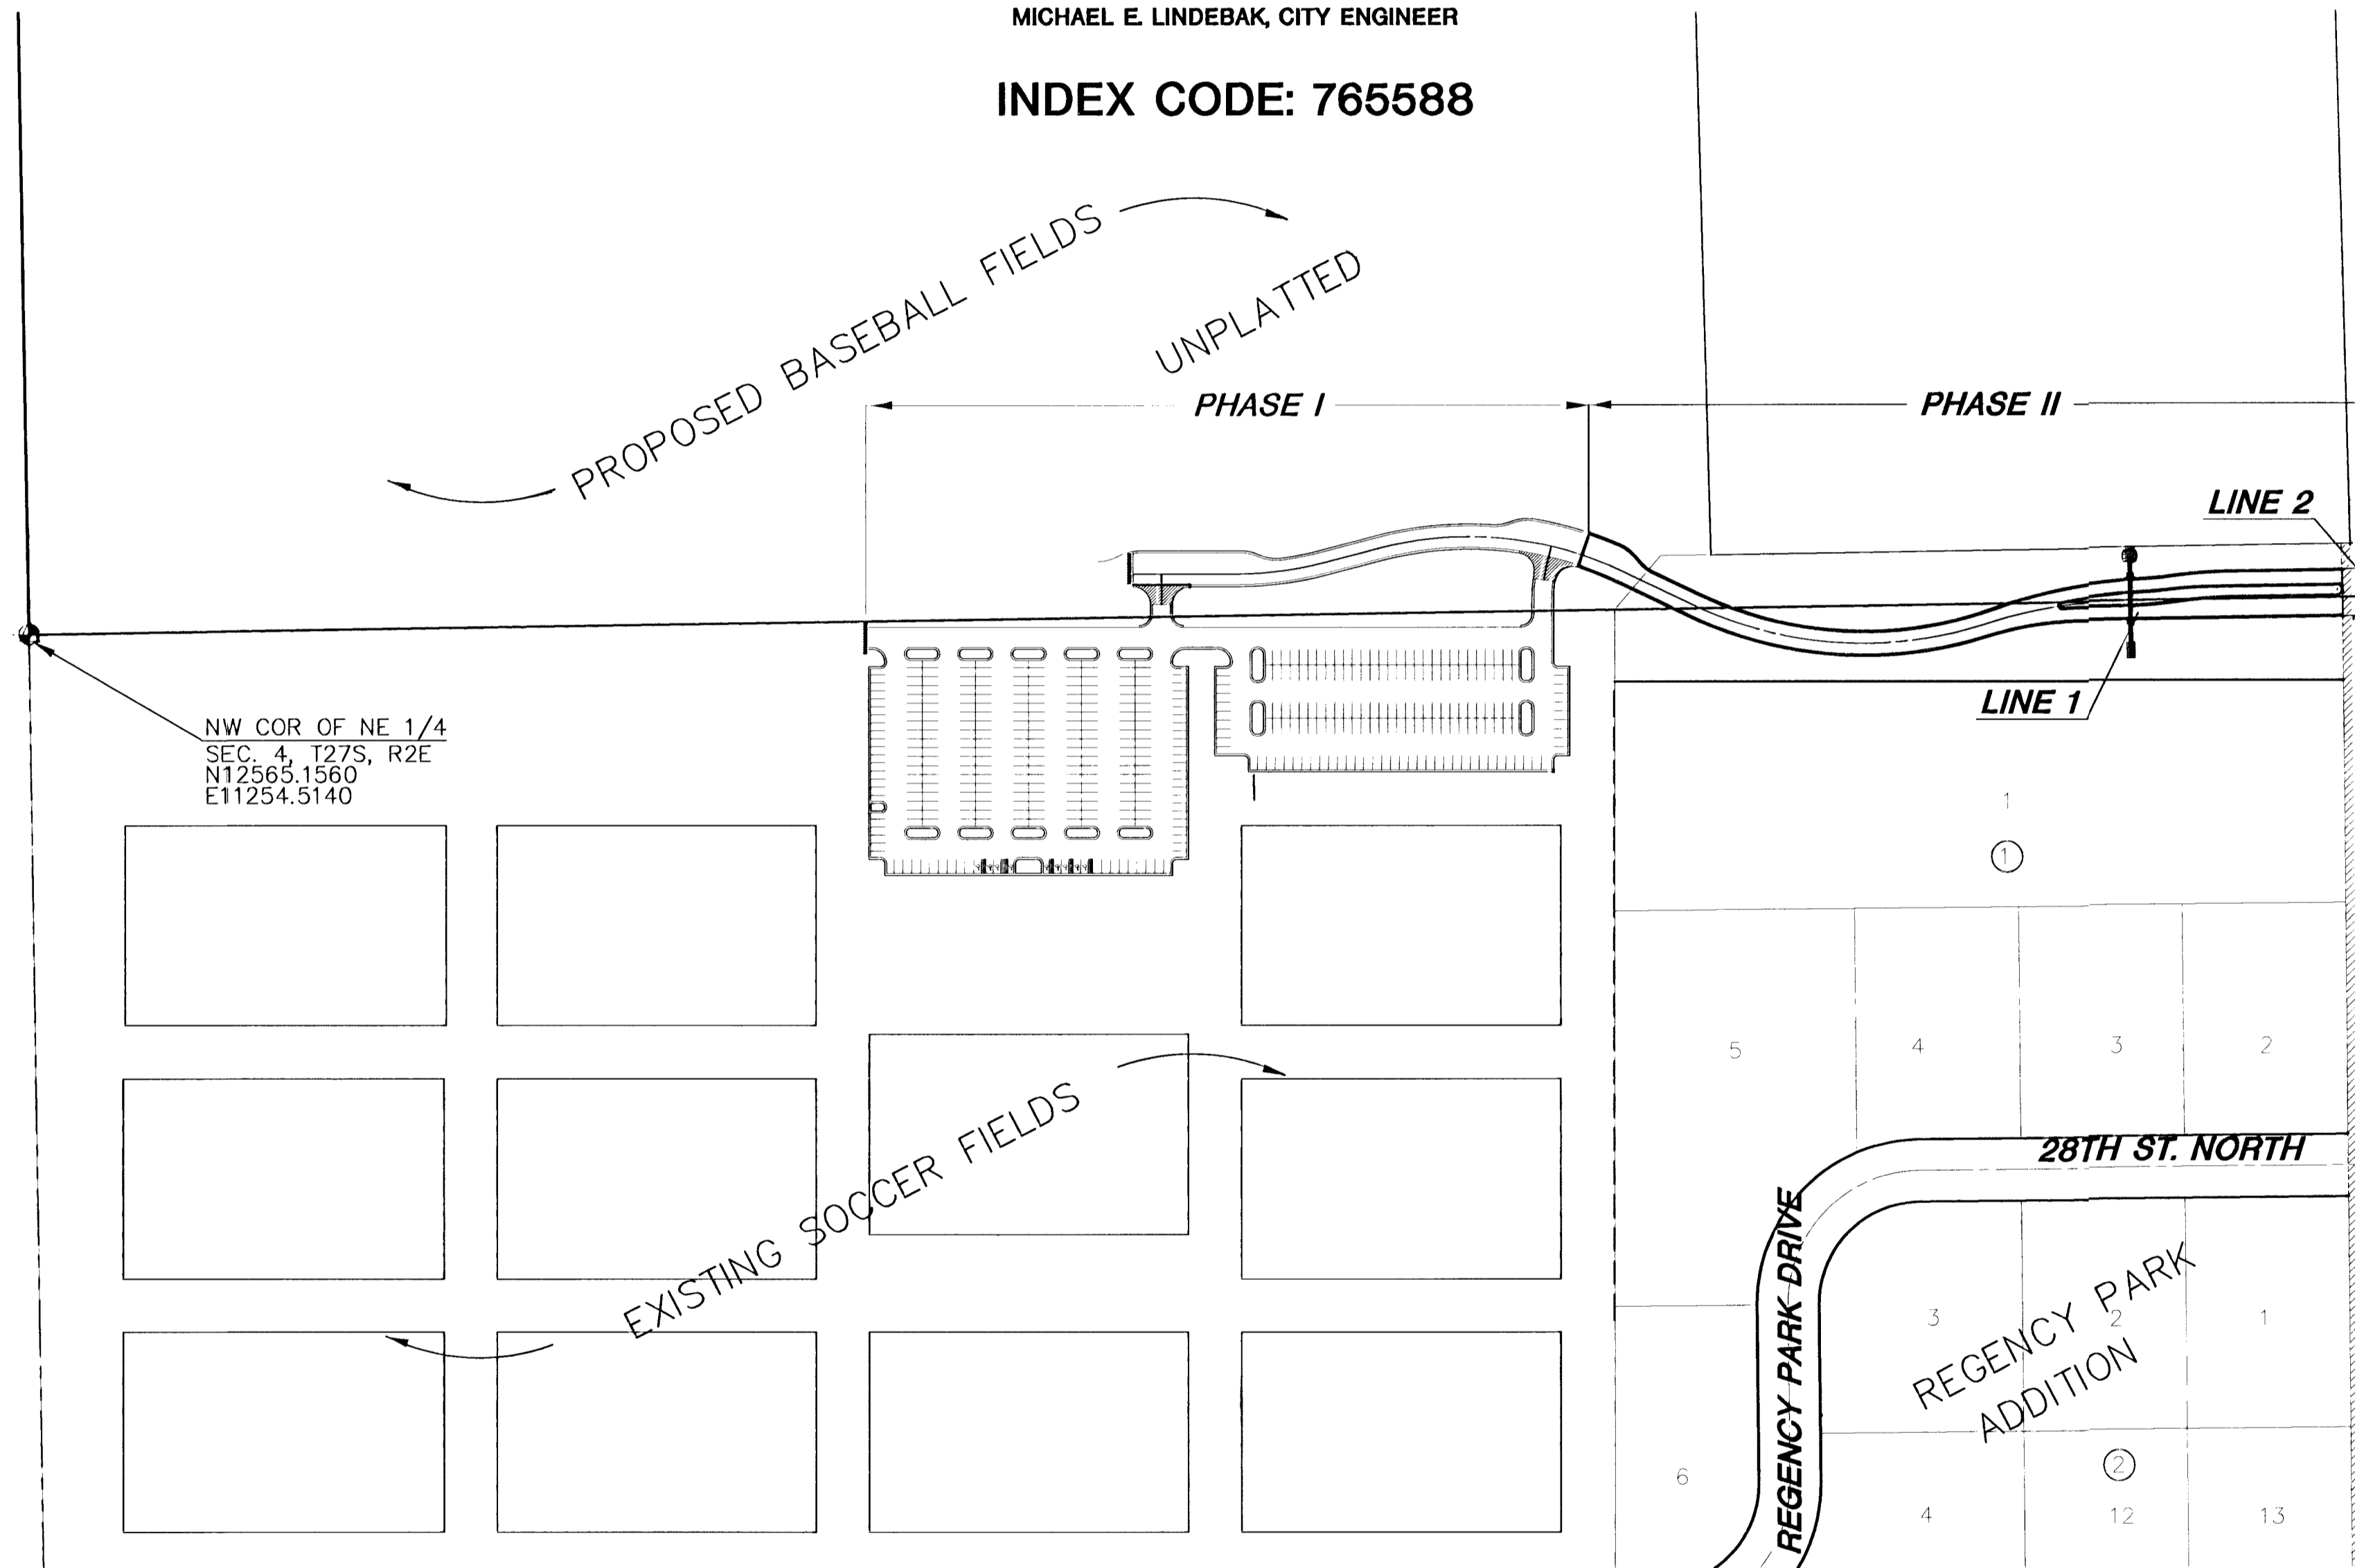 MICHAEL E. LINDEBAK, CITY ENGINEER
INDEX CODE: 765588
PROPOSED BASEBALL FIELDS
UNPLATTED
PHASE I
PHASE II
LINE 2
LINE 1
NW COR OF NE 1/4
SEC. 4, T27S, R2E
N12565.1560
E11254.5140
1
1
5
4
3
2
28TH ST. NORTH
EXISTING SOCCER FIELDS
REGENCY PARK DRIVE
3
2
1
REGENCY PARK
ADDITION
6
2
4
12
13